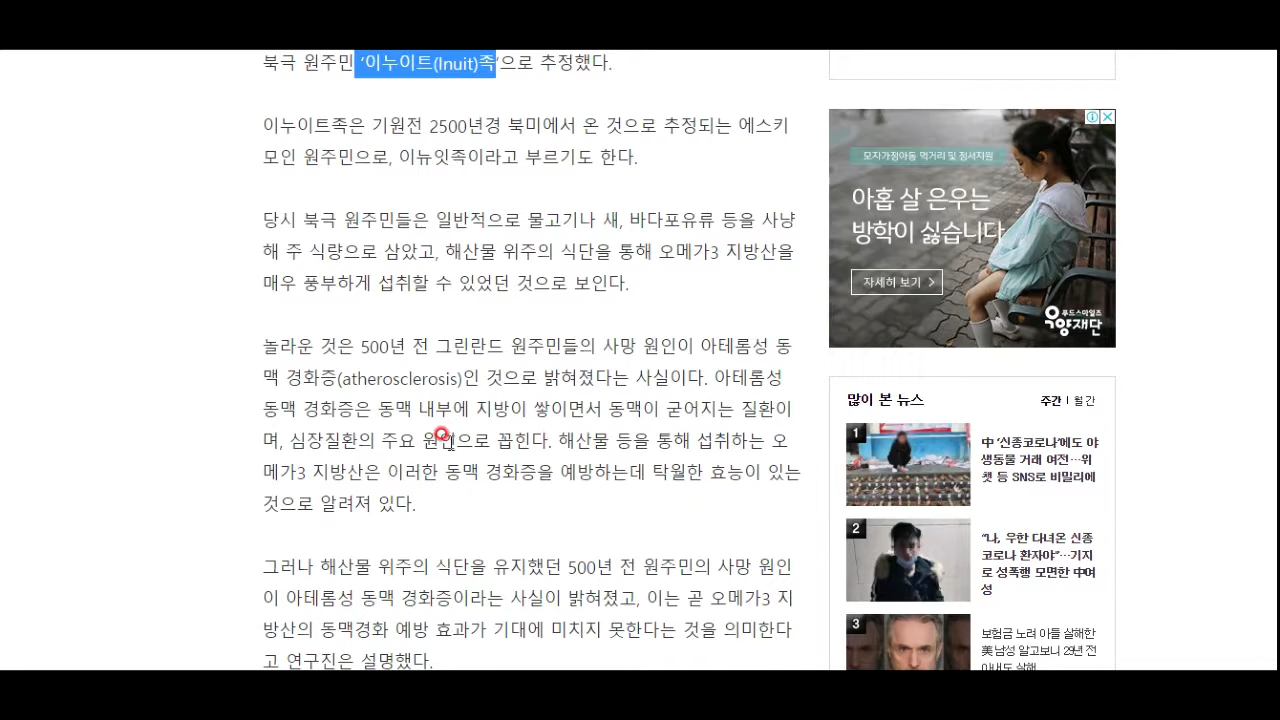 북극 원주민 '이누이트(Inuit)족'으로 추정했다.
이누이트족은 기원전 2500년경 북미에서 온 것으로 추정되는 에스키
모인 원주민으로, 이뉴잇족이라고 부르기도 한다.
당시 북극 원주민들은 일반적으로 물고기나 새, 바다포유류 등을 사냥
해 주 식량으로 삼았고, 해산물 위주의 식단을 통해 오메가3 지방산을
매우 풍부하게 섭취할 수 있었던 것으로 보인다.
놀라운 것은 500년 전 그린란드 원주민들의 사망 원인이 아테롬성 동
맥 경화증(atherosclerosis)인 것으로 밝혀졌다는 사실이다. 아테롬성
동맥 경화증은 동맥 내부에 지방이 쌓이면서 동맥이 굳어지는 질환이
며, 심장질환의 주요 원인으로 꼽힌다. 해산물 등을 통해 섭취하는 오
메가3 지방산은 이러한 동맥 경화증을 예방하는데 탁월한 효능이 있는
것으로 알려져 있다.
그러나 해산물 위주의 식단을 유지했던 500년 전 원주민의 사망 원인
이 아테롬성 동맥 경화증이라는 사실이 밝혀졌고, 이는 곧 오메가3 지
방산의 동맥경화 예방 효과가 기대에 미치지 못한다는 것을 의미한다
고 연구진은 설명했다.
모자가정아동 먹거리 및 정서지원
아홉 살 은우는
방학이 싫습니다
자세히 보기 >
푸드스마일즈
우양재단
많이 본 뉴스
주간 | 월간
1
中 '신종코로나'에도 야
생동물 거래 여전…위
챗 등 SNS로 비밀리에
2
"나, 우한 다녀온 신종
코로나 환자야"…기지
로 성폭행 모면한 中여
성
3
보험금 노려 아들 살해한
美 남성 알고보니 29년 전
아내도 살해